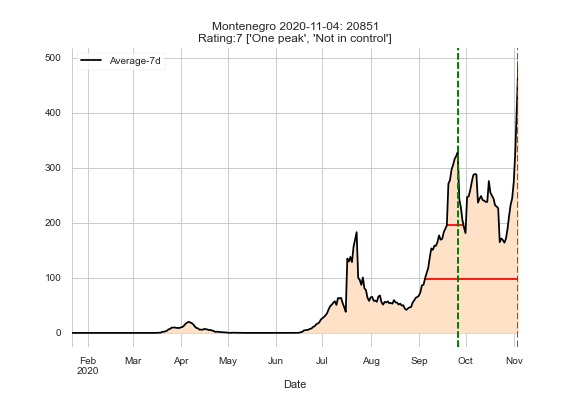 Montenegro 2020-11-04: 20851
Rating:7 ['One peak', 'Not in control']
Average-7d
500
400
300
200
100
0
Feb Mar Apr May Jun Jul Aug Sep Oct Nov
2020
Date